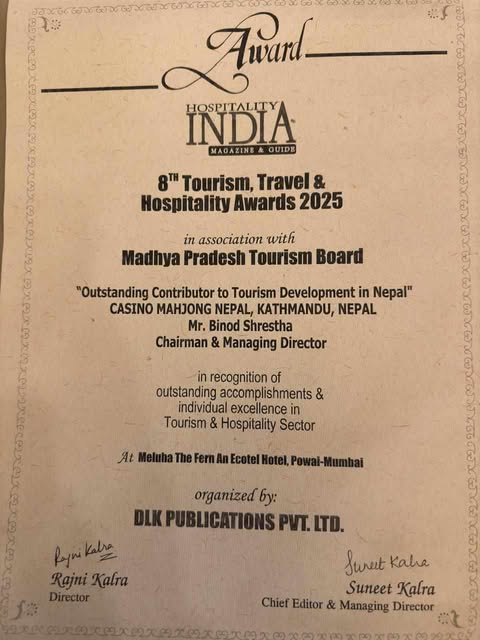 Award
HOSPITALITY
INDIA
MAGAZINE & GUIDE
8TH Tourism, Travel &
Hospitality Awards 2025
in association with
Madhya Pradesh Tourism Board
"Outstanding Contributor to Tourism Development in Nepal"
CASINO MAHJONG NEPAL, KATHMANDU, NEPAL
Mr. Binod Shrestha
Chairman & Managing Director
in recognition of
outstanding accomplishments &
individual excellence in
Tourism & Hospitality Sector
At Meluha The Fern An Ecotel Hotel, Powai-Mumbai
organized by:
DLK PUBLICATIONS PVT. LTD.
Rajni Kalra
Rajni Kalra
Director
Suneet Kalra
Suneet Kalra
Chief Editor & Managing Director